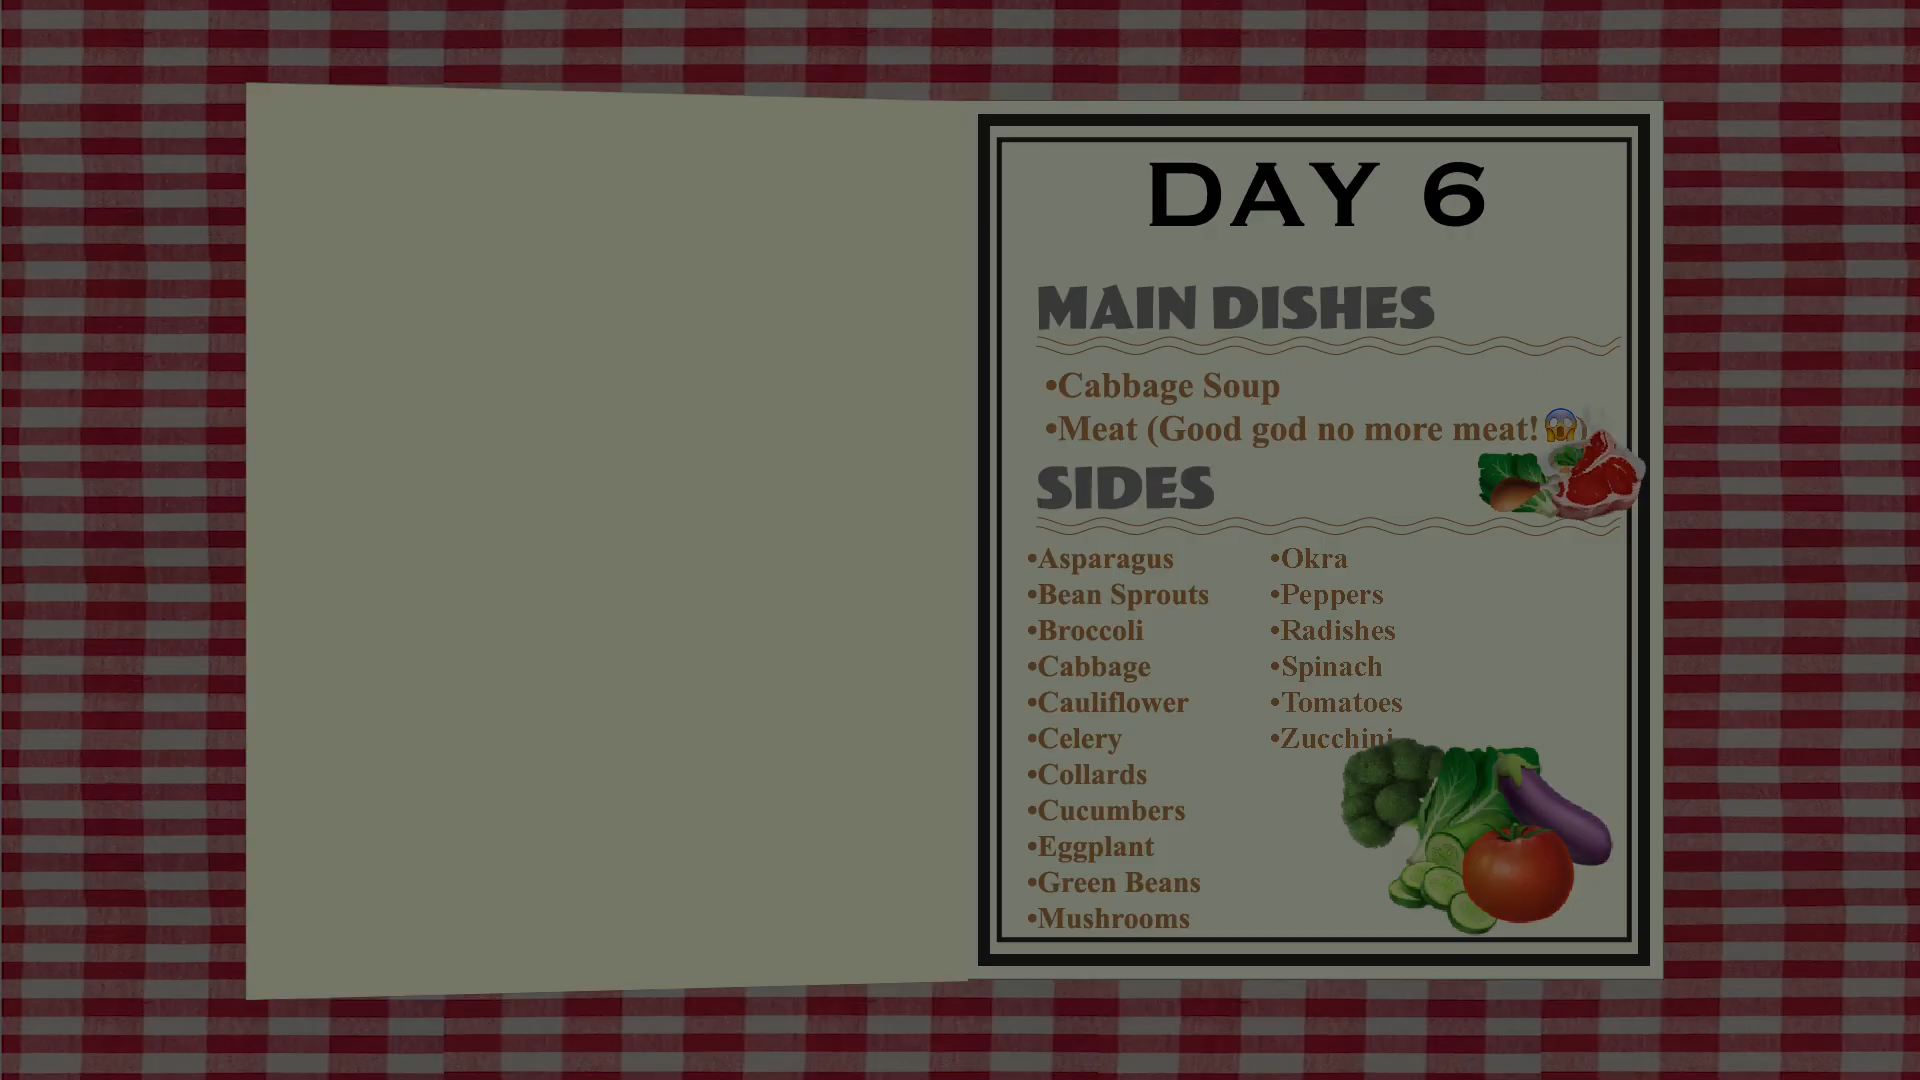 DAY 6
MAIN DISHES
•Cabbage Soup
•Meat (Good god no more meat!😱)
SIDES
•Asparagus
•Bean Sprouts
•Broccoli
•Cabbage
•Cauliflower
•Celery
•Collards
•Cucumbers
•Eggplant
•Green Beans
•Mushrooms
•Okra
•Peppers
•Radishes
•Spinach
•Tomatoes
•Zucchini